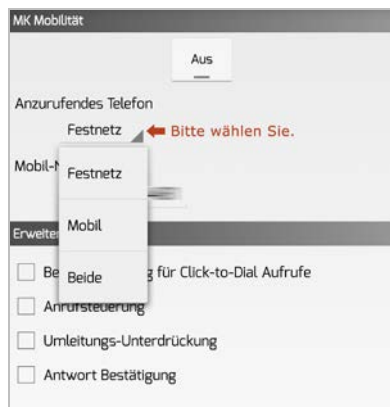 MK Mobilität
Aus
Anzurufendes Telefon
Festnetz Bitte wählen Sie.
Festnetz
Mobil
Beide
für Click-to-Dial Aufrufe
Anrufsteuerung
Umleitungs-Unterdrückung
Antwort Bestätigung